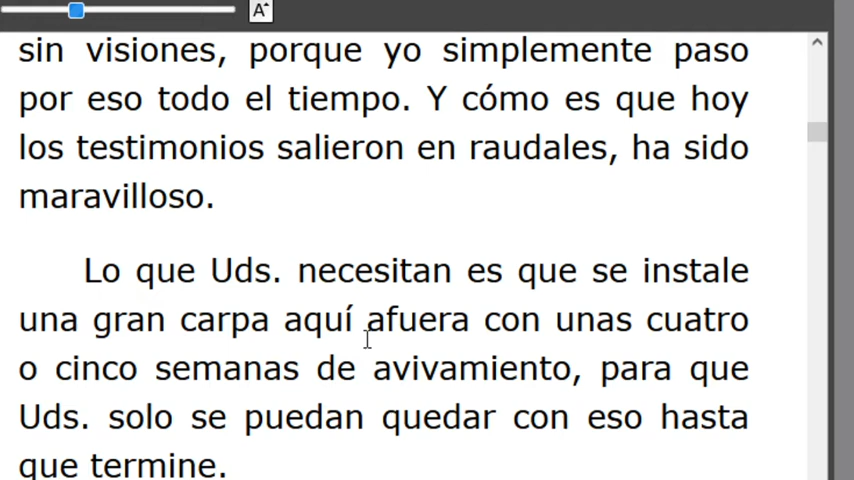 A
sin visiones, porque yo simplemente paso
por eso todo el tiempo. Y cómo es que hoy
los testimonios salieron en raudales, ha sido
maravilloso.
Lo que Uds. necesitan es que se instale
una gran carpa aquí afuera con unas cuatro
o cinco semanas de avivamiento, para que
Uds. solo se puedan quedar con eso hasta
que termine.